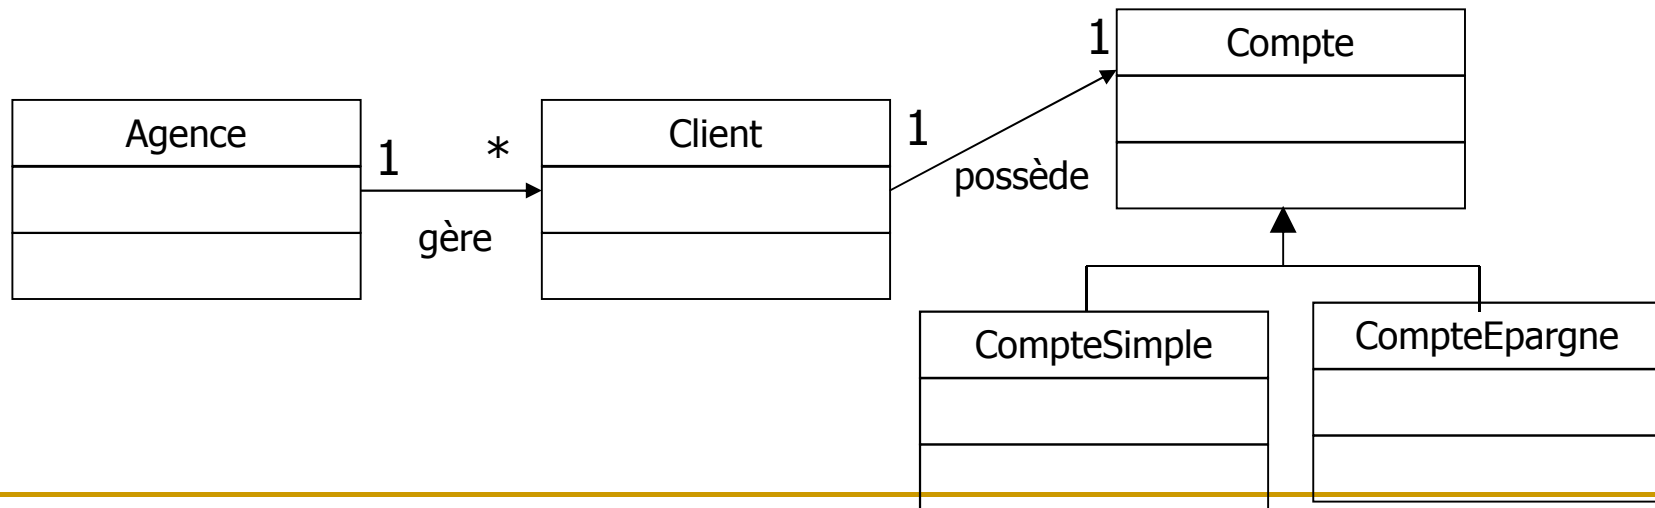 Agence
1
*
gère
Client
1
possède
1
Compte
CompteSimple
CompteEpargne